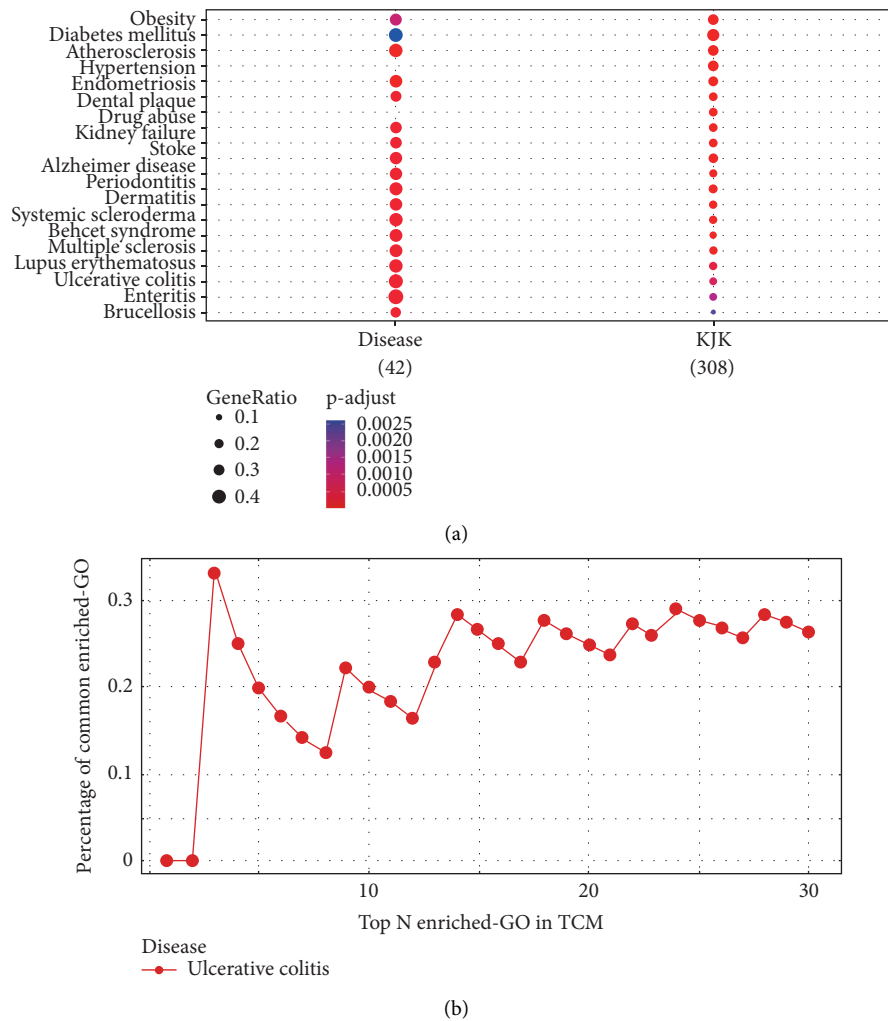 Obesity
Diabetes mellitus
Atherosclerosis
Hypertension
Endometriosis
Dental plaque
Drug abuse
Kidney failure
Stoke
Alzheimer disease
Periodontitis
Dermatitis
Systemic scleroderma
Behcet syndrome
Multiple sclerosis
Lupus erythematosus
Ulcerative colitis
Enteritis
Brucellosis
Disease
(42)
KJK
(308)
GeneRatio
0.1
0.2
0.3
0.4
p-adjust
0.0025
0.0020
0.0015
0.0010
0.0005
(a)
Percentage of common enriched-GO
0.3
0.2
0.1
0
10
20
30
Top N enriched-GO in TCM
Disease
Ulcerative colitis
(b)